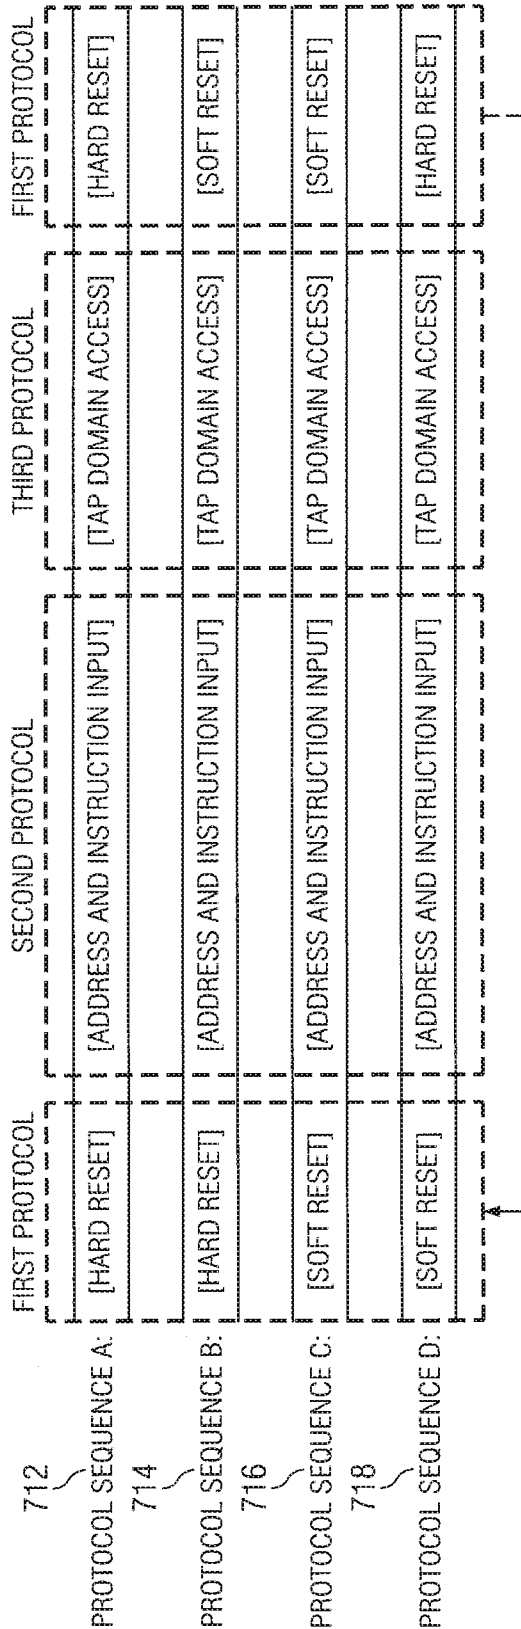 FIRST PROTOCOL SECOND PROTOCOL THIRD PROTOCOL FIRST PROTOCOL
712
PROTOCOL SEQUENCE A: [HARD RESET] [ADDRESS AND INSTRUCTION INPUT] [TAP DOMAIN ACCESS] [HARD RESET]
714
PROTOCOL SEQUENCE B: [HARD RESET] [ADDRESS AND INSTRUCTION INPUT] [TAP DOMAIN ACCESS] [SOFT RESET]
716
PROTOCOL SEQUENCE C: [SOFT RESET] [ADDRESS AND INSTRUCTION INPUT] [TAP DOMAIN ACCESS] [SOFT RESET]
718
PROTOCOL SEQUENCE D: [SOFT RESET] [ADDRESS AND INSTRUCTION INPUT] [TAP DOMAIN ACCESS] [HARD RESET]